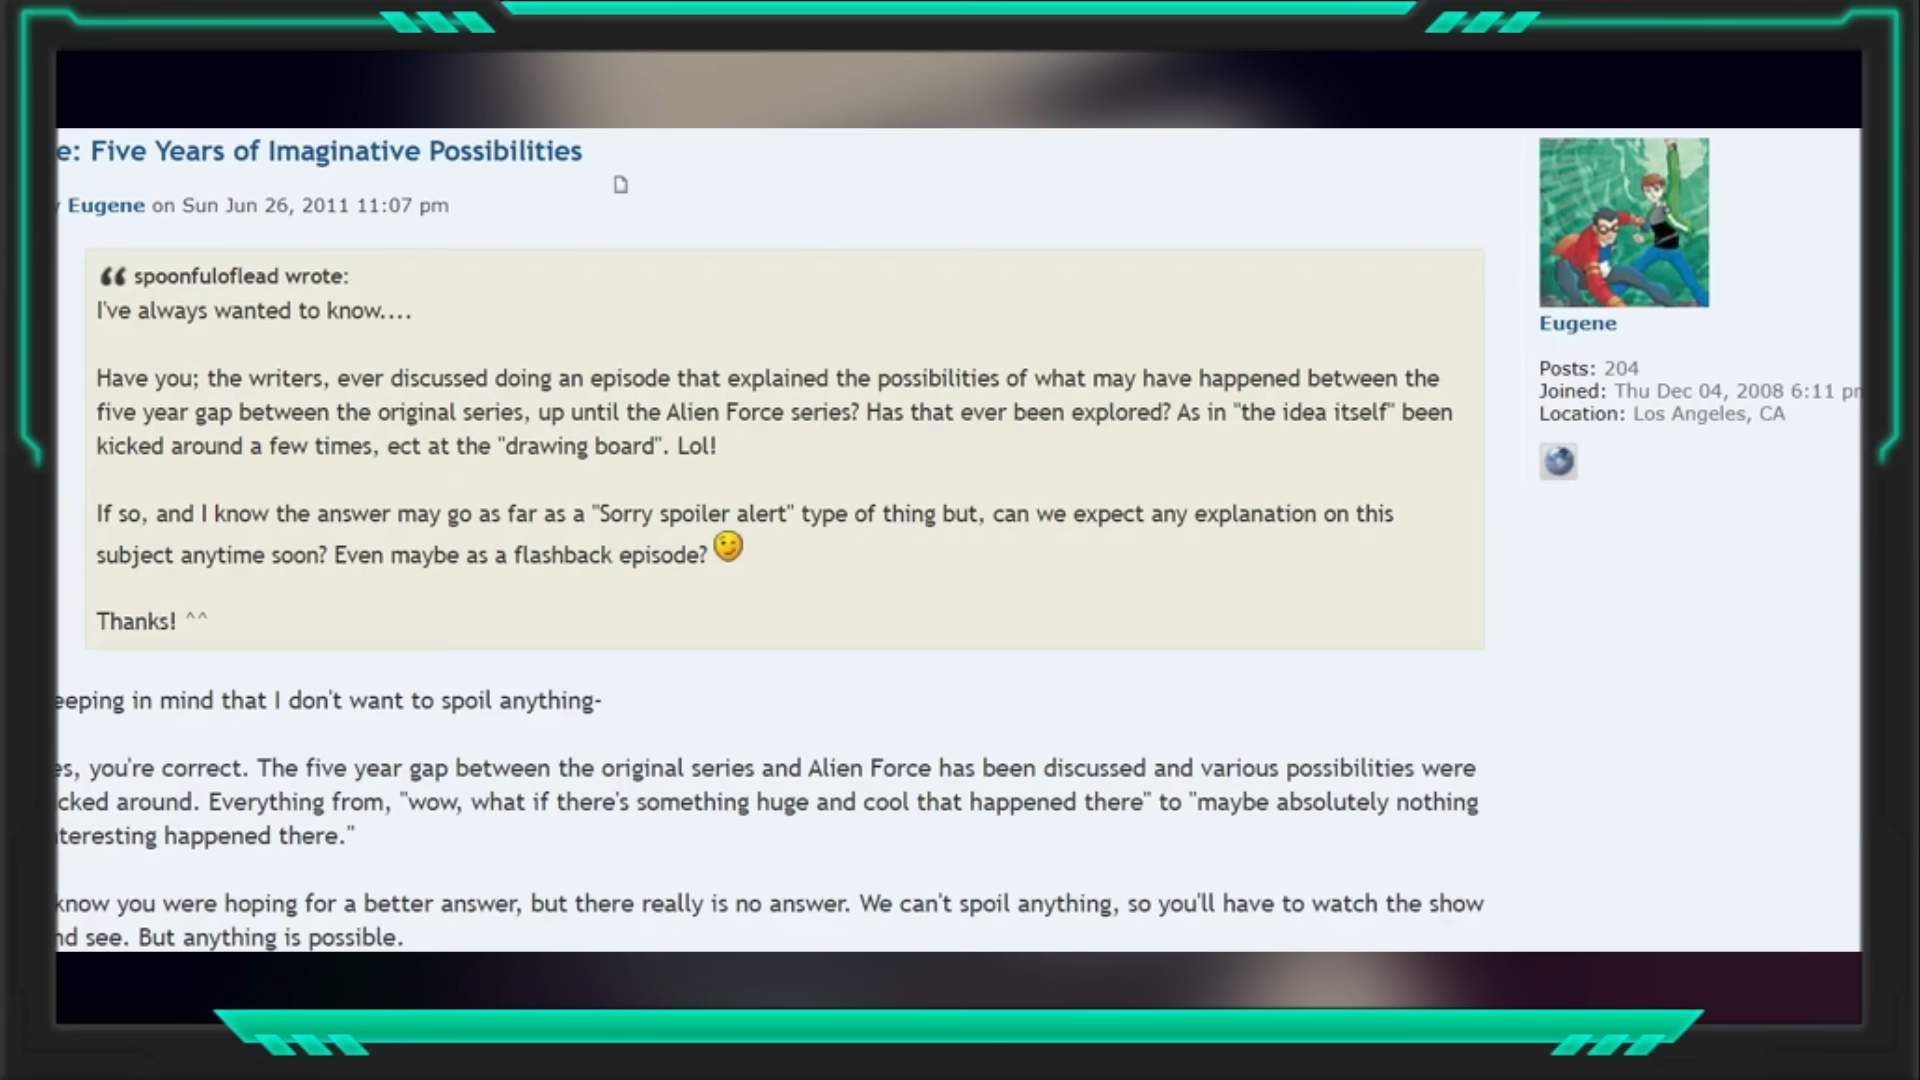 e: Five Years of Imaginative Possibilities
Eugene on Sun Jun 26, 2011 11:07 pm
spoonfuloflead wrote:
I've always wanted to know....
Have you; the writers, ever discussed doing an episode that explained the possibilities of what may have happened between the
five year gap between the original series, up until the Alien Force series? Has that ever been explored? As in "the idea itself" been
kicked around a few times, ect at the "drawing board". Lol!
If so, and I know the answer may go as far as a "Sorry spoiler alert" type of thing but, can we expect any explanation on this
subject anytime soon? Even maybe as a flashback episode?
Thanks! ^^
eeping in mind that I don't want to spoil anything-
es, you're correct. The five year gap between the original series and Alien Force has been discussed and various possibilities were
cked around. Everything from, "wow, what if there's something huge and cool that happened there" to "maybe absolutely nothing
nteresting happened there."
know you were hoping for a better answer, but there really is no answer. We can't spoil anything, so you'll have to watch the show
nd see. But anything is possible.
Eugene
Posts: 204
Joined: Thu Dec 04, 2008 6:11 pm
Location: Los Angeles, CA